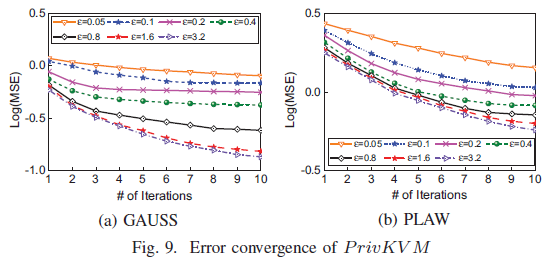 0.5
ε=0.05 ε=0.1 ε=0.2 ε=0.4
ε=0.8 ε=1.6 ε=3.2
0.0
-0.5
-1.0
Log(MSE)
1 2 3 4 5 6 7 8 9 10
# of Iterations
(a) GAUSS
0.5
0.0
-0.5
Log(MSE)
ε=0.05 ε=0.1 ε=0.2 ε=0.4
ε=0.8 ε=1.6 ε=3.2
1 2 3 4 5 6 7 8 9 10
# of Iterations
(b) PLAW
Fig. 9. Error convergence of PrivKVM